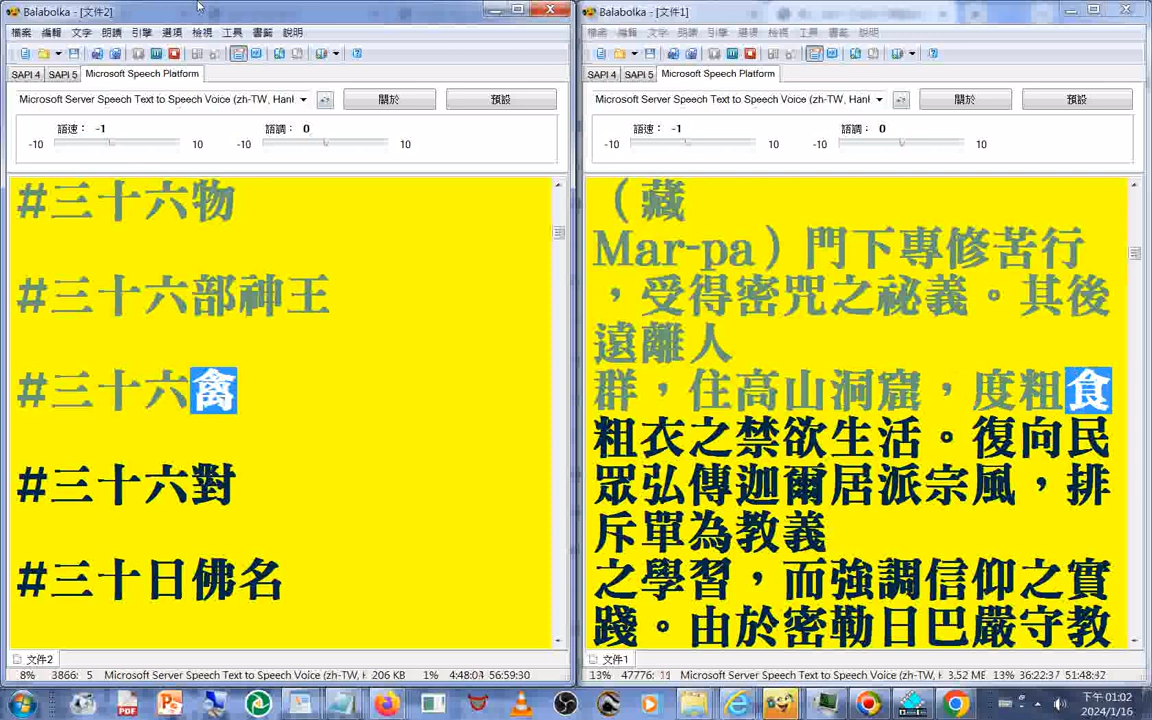 Balabolka - [文件2]
檔案 編輯 文字 朗讀 引擎 選項 檢視 工具 書籤 說明
SAPI 4 SAPI 5 Microsoft Speech Platform
Microsoft Server Speech Text to Speech Voice (zh-TW, Hanl
關於 預設
語速： -1 語調： 0
-10 10 -10 10
#三十六物
#三十六部神王
#三十六禽
#三十六對
#三十日佛名
文件2
8% 3866: 5 Microsoft Server Speech Text to Speech Voice (zh-TW, Ha 206 KB 1% 4:48:04 56:59:30
Balabolka - [文件1]
檔案 編輯 文字 朗讀 引擎 選項 檢視 工具 書籤 說明
SAPI 4 SAPI 5 Microsoft Speech Platform
Microsoft Server Speech Text to Speech Voice (zh-TW, Hanl
關於 預設
語速： -1 語調： 0
-10 10 -10 10
（藏
Mar-pa）門下專修苦行
，受得密咒之祕義。其後
遠離人
群，住高山洞窟，度粗食
粗衣之禁欲生活。復向民
眾弘傳迦爾居派宗風，排
斥單為教義
之學習，而強調信仰之實
踐。由於密勒日巴嚴守教
文件1
13% 47776: 11 Microsoft Server Speech Text to Speech Voice (zh-TW, Ha 3.52 ME 13% 36:22:37 51:48:47
下午 01:02
2024/1/16